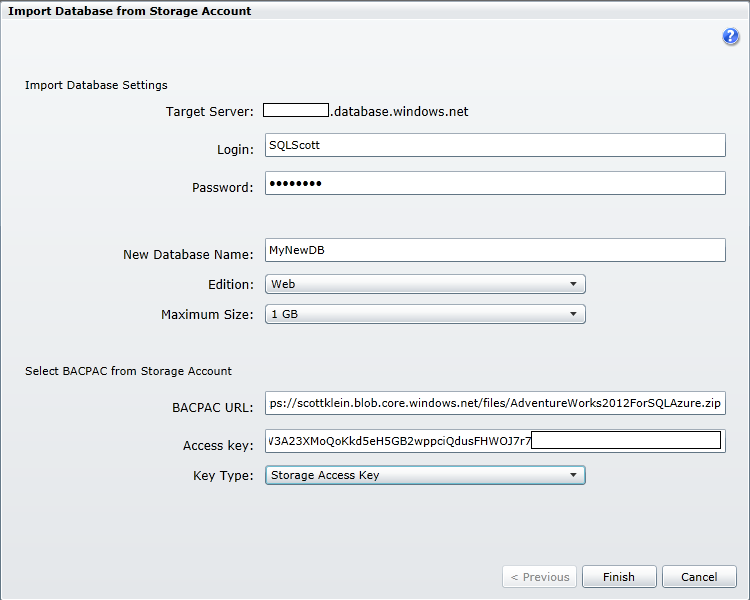 Import Database from Storage Account
?
Import Database Settings
Target Server: .database.windows.net
Login: SQLScott
Password: ••••••••
New Database Name: MyNewDB
Edition: Web
Maximum Size: 1 GB
Select BACPAC from Storage Account
BACPAC URL: ps://scottklein.blob.core.windows.net/files/AdventureWorks2012ForSQLAzure.zip
Access key: V3A23XMoQoKkd5eH5GB2wppciQdusFHWOJ7r7
Key Type: Storage Access Key
< Previous Finish Cancel